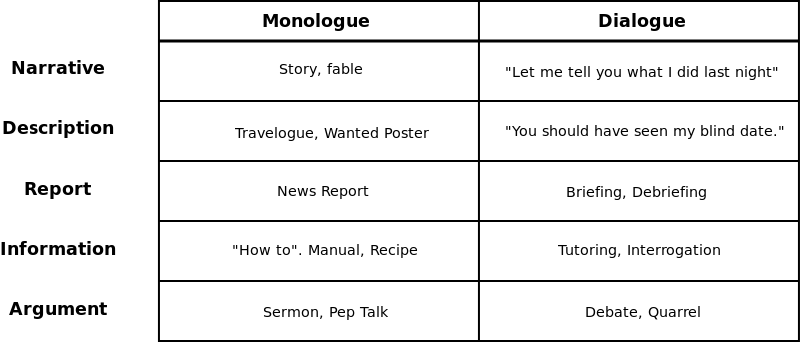 Monologue Dialogue
Narrative Story, fable "Let me tell you what I did last night"
Description Travelogue, Wanted Poster "You should have seen my blind date."
Report News Report Briefing, Debriefing
Information "How to". Manual, Recipe Tutoring, Interrogation
Argument Sermon, Pep Talk Debate, Quarrel